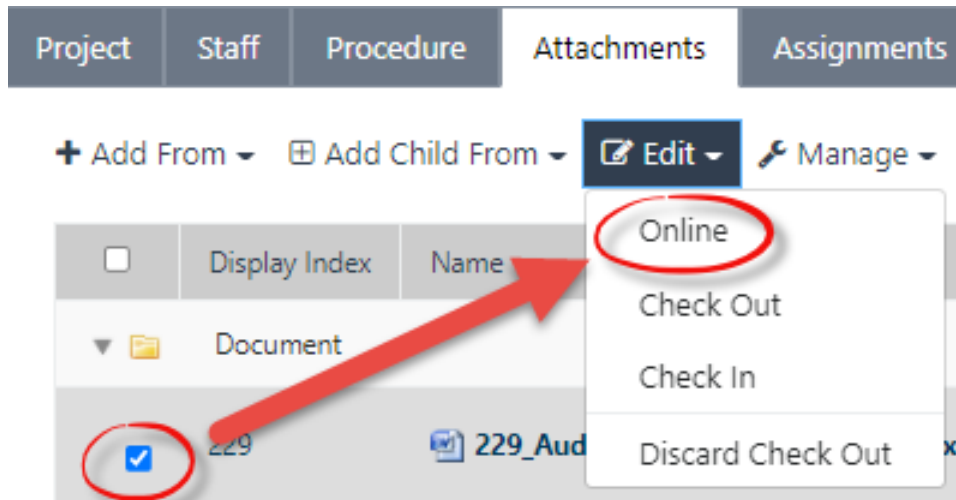 Project Staff Procedure Attachments Assignments
Add From Add Child From Edit Manage
Online
Display Index Name
Check Out
Document
Check In
229 229_Aud
Discard Check Out